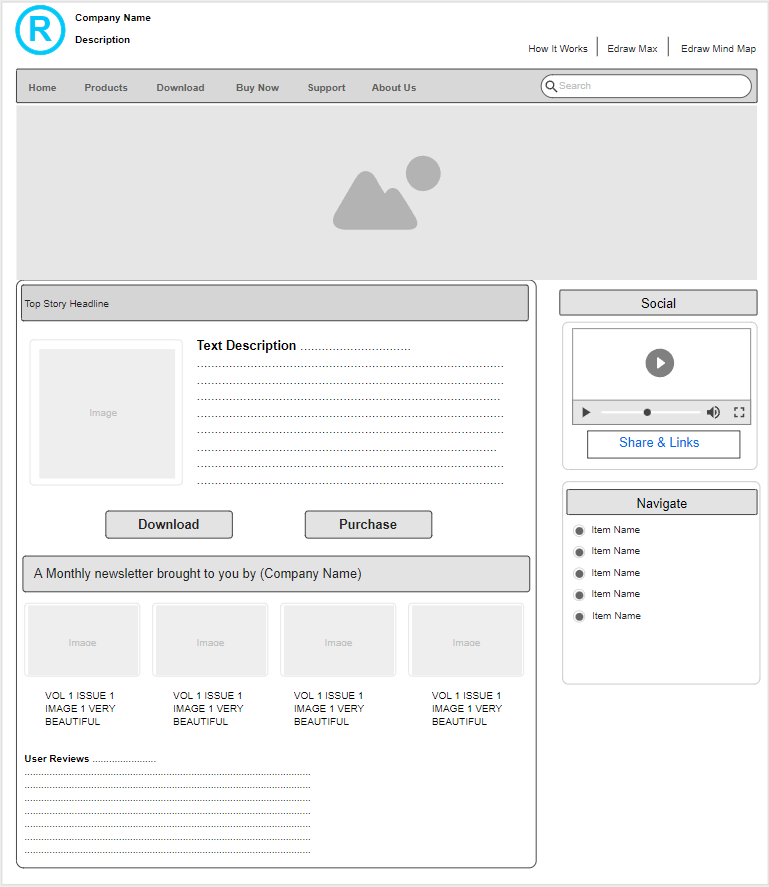 R
Company Name
Description
How It Works
Edraw Max
Edraw Mind Map
Home
Products
Download
Buy Now
Support
About Us
Search
Top Story Headline
Image
Text Description ..............................
Download
Purchase
A Monthly newsletter brought to you by (Company Name)
Image
Image
Image
Image
VOL 1 ISSUE 1
IMAGE 1 VERY
BEAUTIFUL
VOL 1 ISSUE 1
IMAGE 1 VERY
BEAUTIFUL
VOL 1 ISSUE 1
IMAGE 1 VERY
BEAUTIFUL
VOL 1 ISSUE 1
IMAGE 1 VERY
BEAUTIFUL
User Reviews .......................
Social
Share & Links
Navigate
Item Name
Item Name
Item Name
Item Name
Item Name